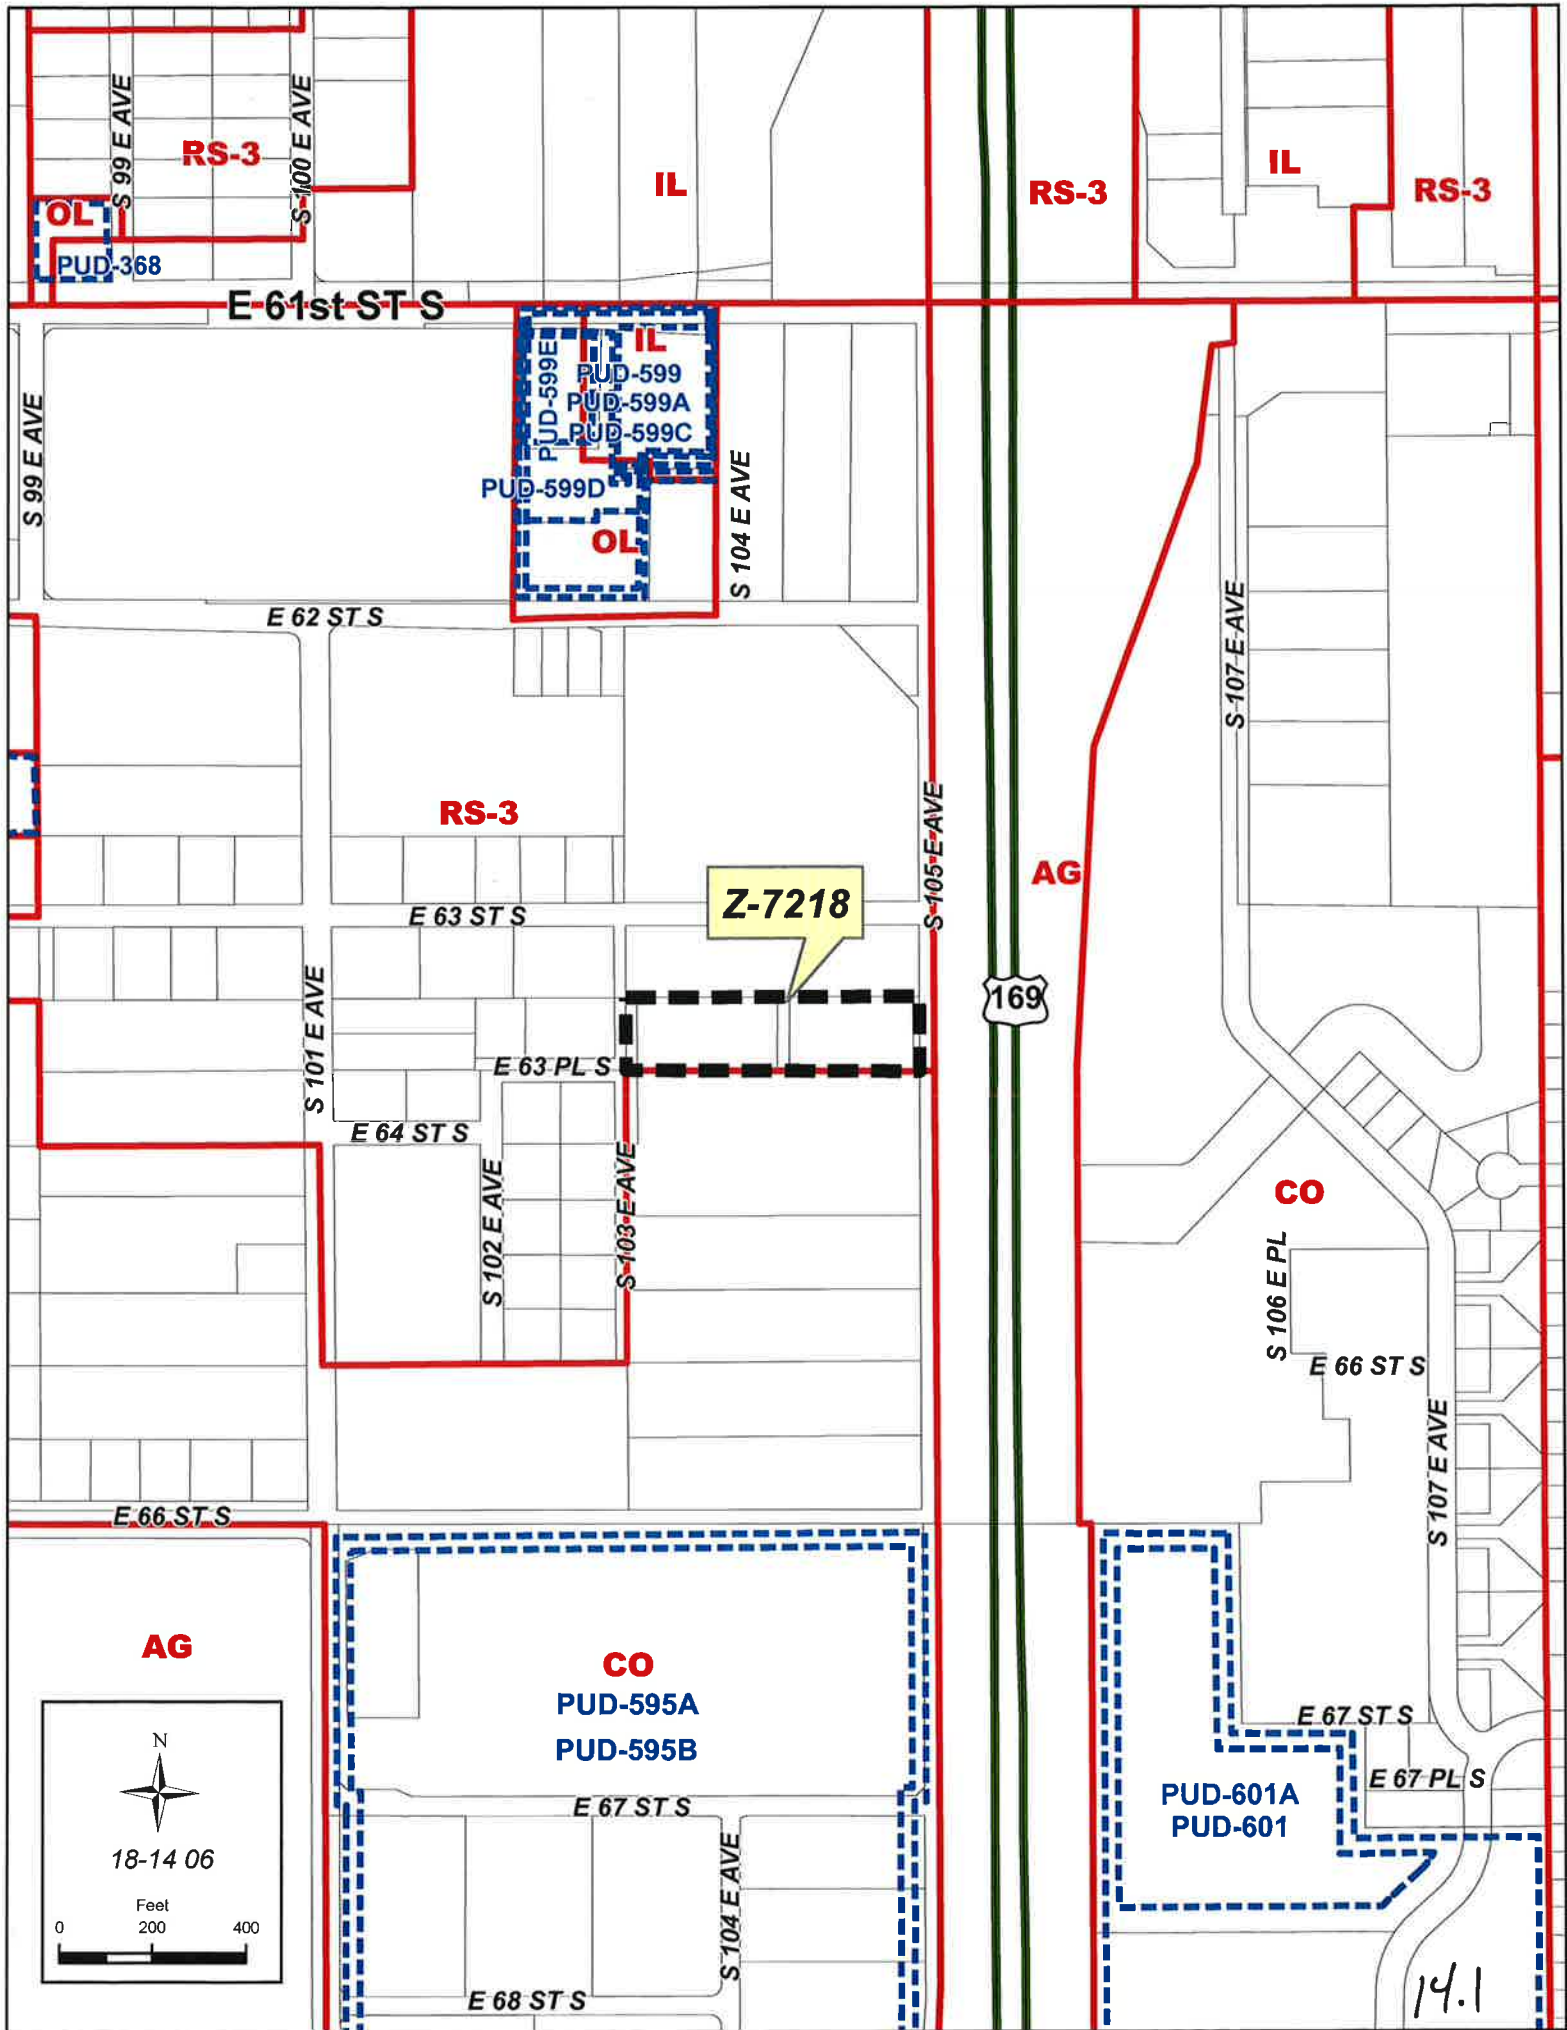 S 99 E AVE
RS-3
S 100 E AVE
IL
RS-3
IL
RS-3
OL
PUD-368
E 61st ST S
S 99 E AVE
PUD-599E
IL
PUD-599
PUD-599A
PUD-599C
PUD-599D
OL
S 104 E AVE
E 62 ST S
S 107 E AVE
RS-3
S 105 E AVE
AG
Z-7218
E 63 ST S
S 101 E AVE
169
E 63 PL S
E 64 ST S
S 102 E AVE
S 103 E AVE
CO
S 106 E PL
E 66 ST S
S 107 E AVE
E 66 ST S
AG
CO
PUD-595A
PUD-595B
E 67 ST S
E 67 PL S
PUD-601A
PUD-601
E 67 ST S
S 104 E AVE
E 68 ST S
N
18-14 06
Feet
0 200 400
14.1